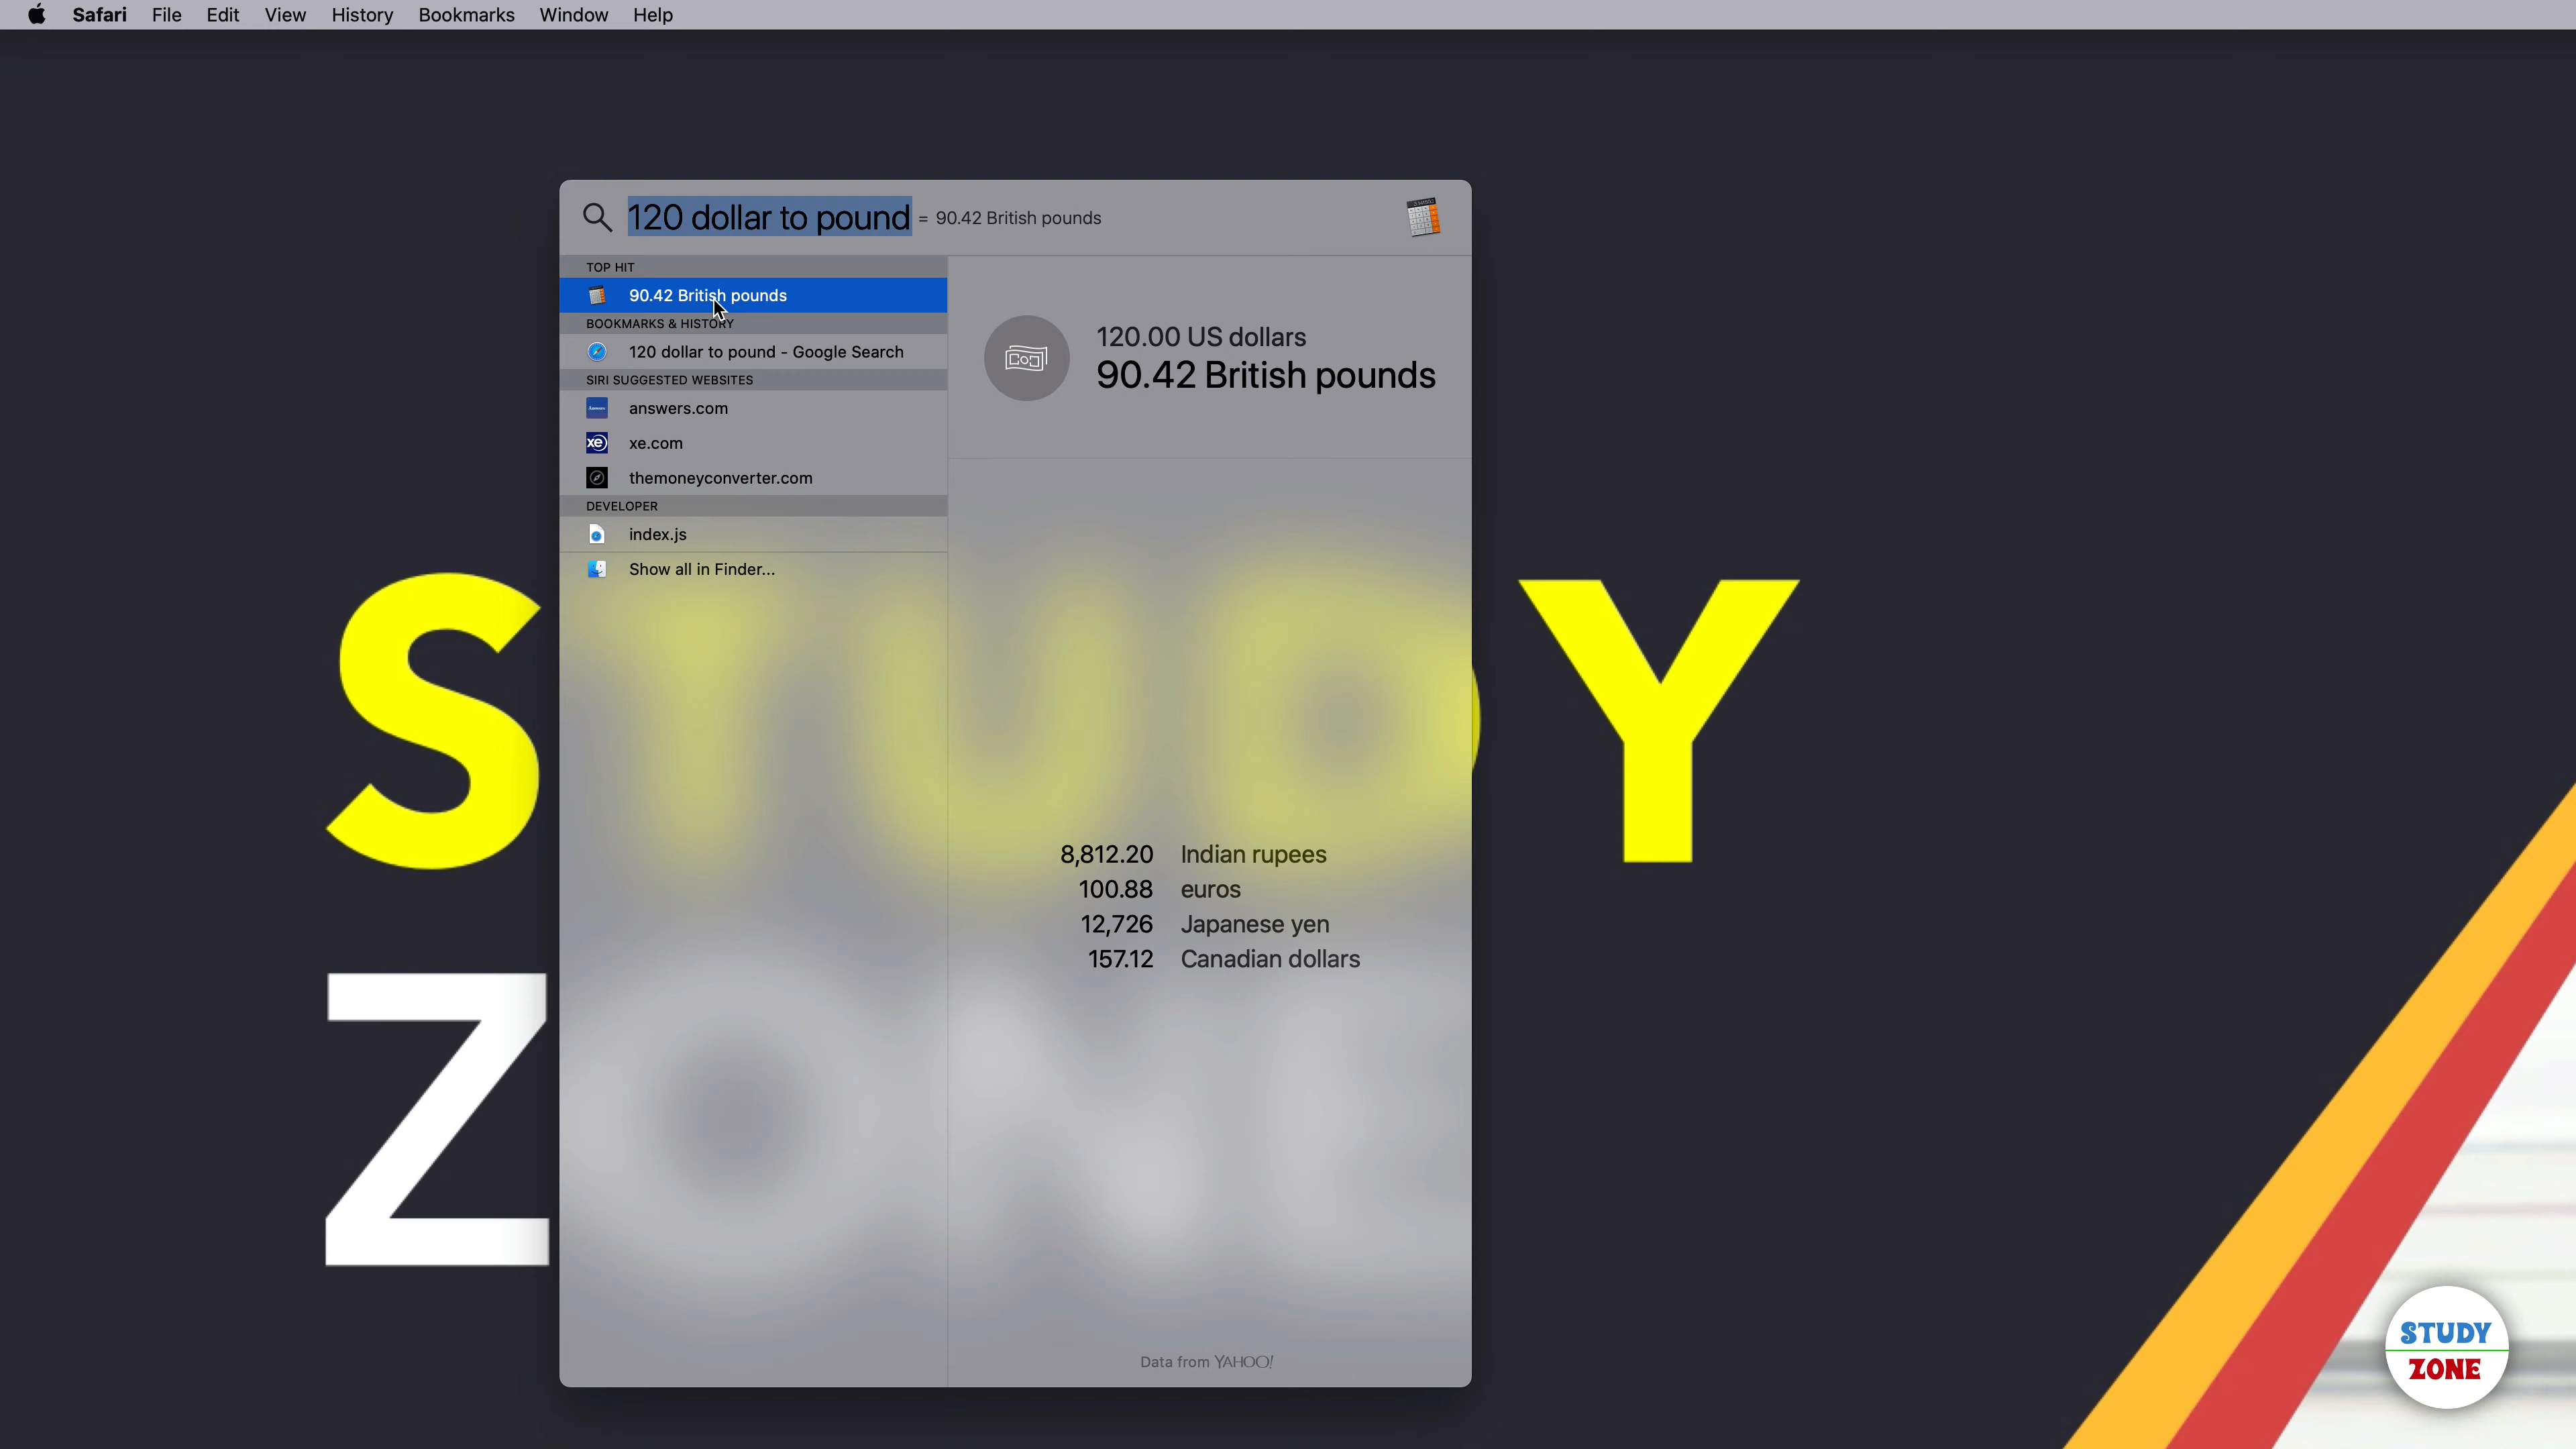 Safari File Edit View History Bookmarks Window Help
120 dollar to pound = 90.42 British pounds
TOP HIT
90.42 British pounds
BOOKMARKS & HISTORY
120 dollar to pound - Google Search
SIRI SUGGESTED WEBSITES
answers.com
xe xe.com
themoneyconverter.com
DEVELOPER
index.js
Show all in Finder...
120.00 US dollars
90.42 British pounds
8,812.20 Indian rupees
100.88 euros
12,726 Japanese yen
157.12 Canadian dollars
Data from YAHOO!
STUDY
ZONE
STUDY
ZONE